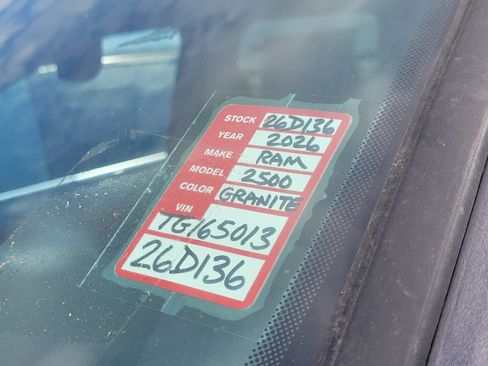 STOCK 26D136
YEAR 2026
MAKE RAM
MODEL 2500
COLOR GRANITE
VIN
TG165013
26D136